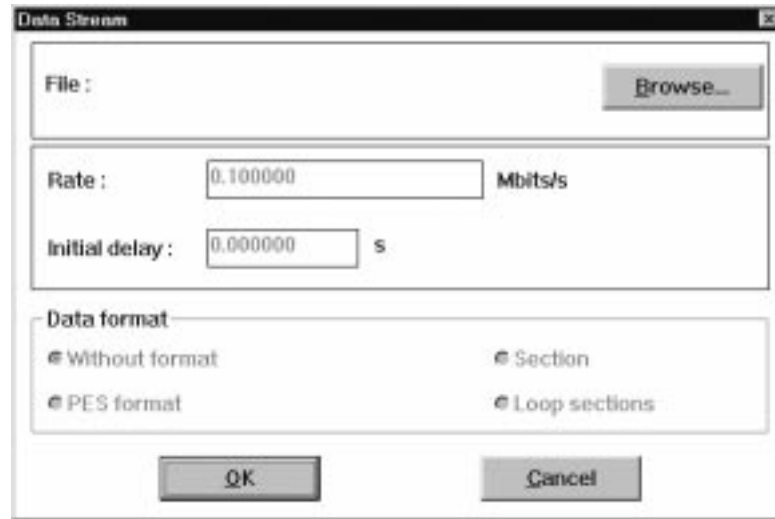 Data Stream
File :
Browse...
Rate :
0.100000
Mbits/s
Initial delay :
0.000000
s
Data format
Without format
Section
PES format
Loop sections
OK
Cancel